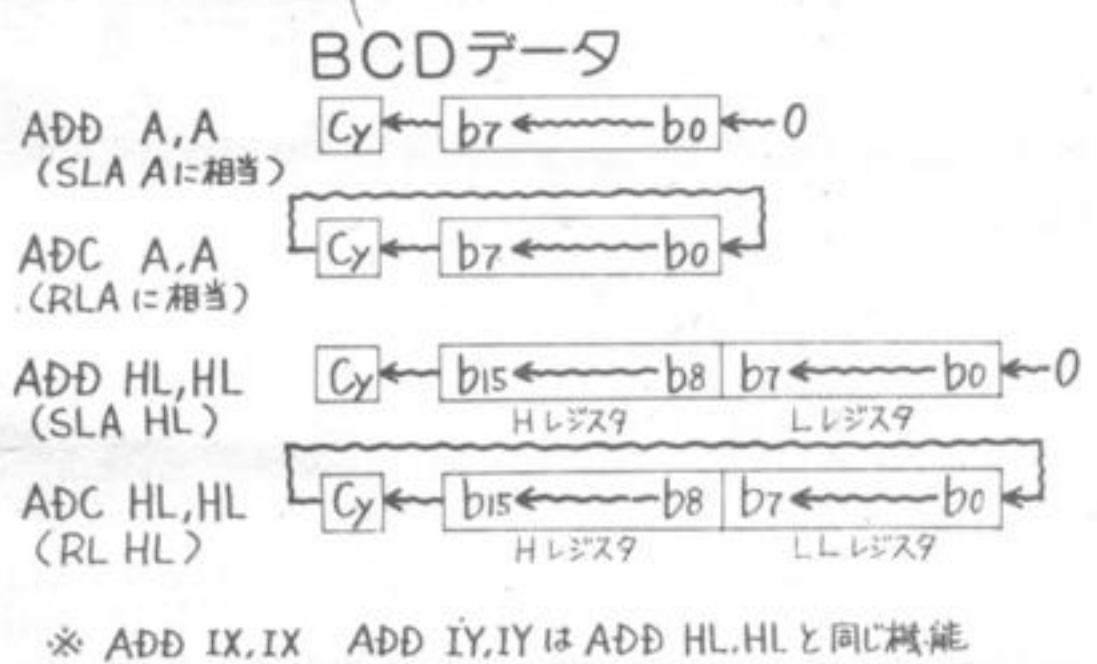 BCDデータ
ADD A,A
Cy b7 b0 0
(SLA Aに相当)
ADC A,A
Cy b7 b0
(RLAに相当)
ADD HL,HL
Cy b15 b8 b7 b0 0
(SLA HL)
Hレジスタ Lレジスタ
ADC HL,HL
Cy b15 b8 b7 b0
(RL HL)
Hレジスタ LLレジスタ
※ ADD IX,IX ADD IY,IYは ADD HL.HLと同じ機能